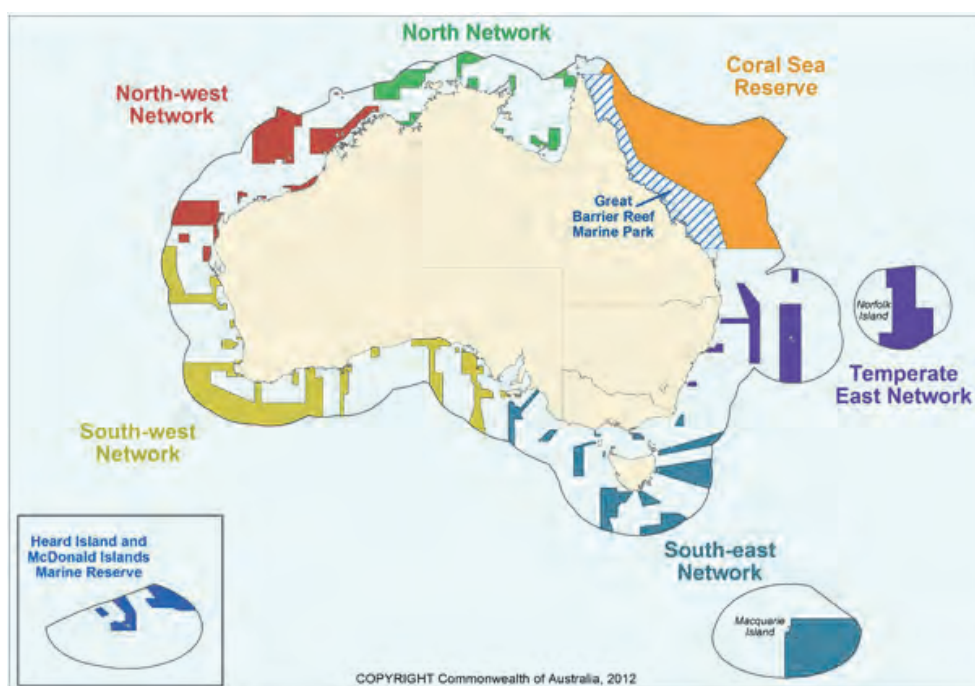 North Network
Coral Sea
Reserve
North-west
Network
Great
Barrier Reef
Marine Park
Norfolk
Island
Temperate
East Network
South-west
Network
Heard Island and
McDonald Islands
Marine Reserve
South-east
Network
Macquarie
Island
COPYRIGHT Commonwealth of Australia, 2012